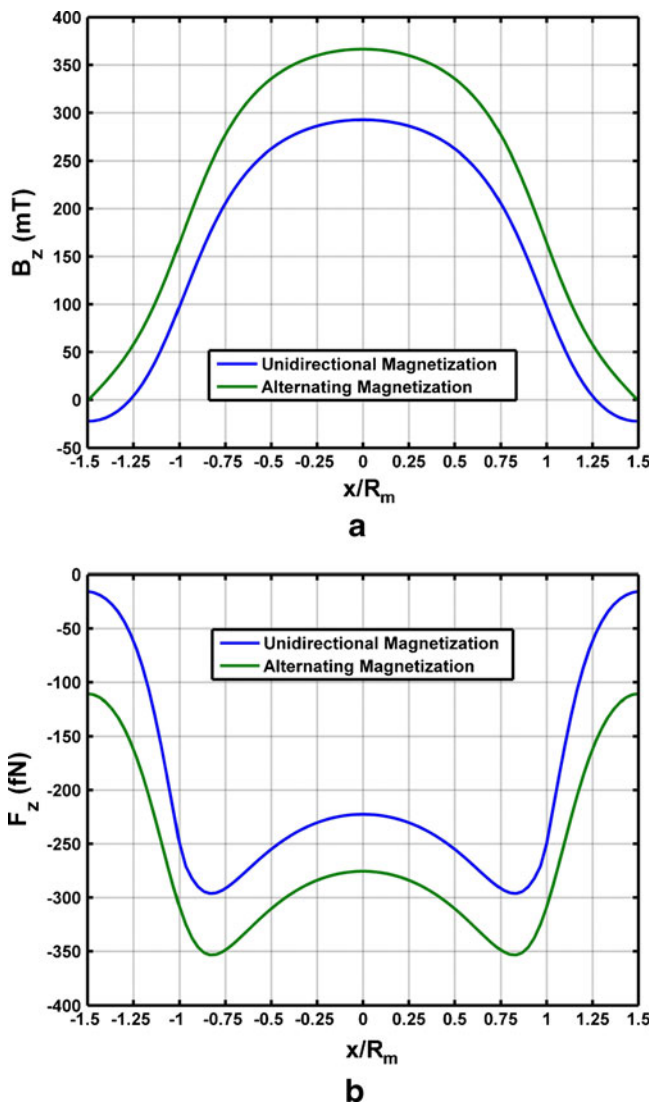 400
350
300
250
200
150
100
50
0
-50
B_z (mT)
Unidirectional Magnetization
Alternating Magnetization
-1.5 -1.25 -1 -0.75 -0.5 -0.25 0 0.25 0.5 0.75 1 1.25 1.5
x/R_m
a
0
-50
-100
-150
-200
-250
-300
-350
-400
F_z (fN)
Unidirectional Magnetization
Alternating Magnetization
-1.5 -1.25 -1 -0.75 -0.5 -0.25 0 0.25 0.5 0.75 1 1.25 1.5
x/R_m
b